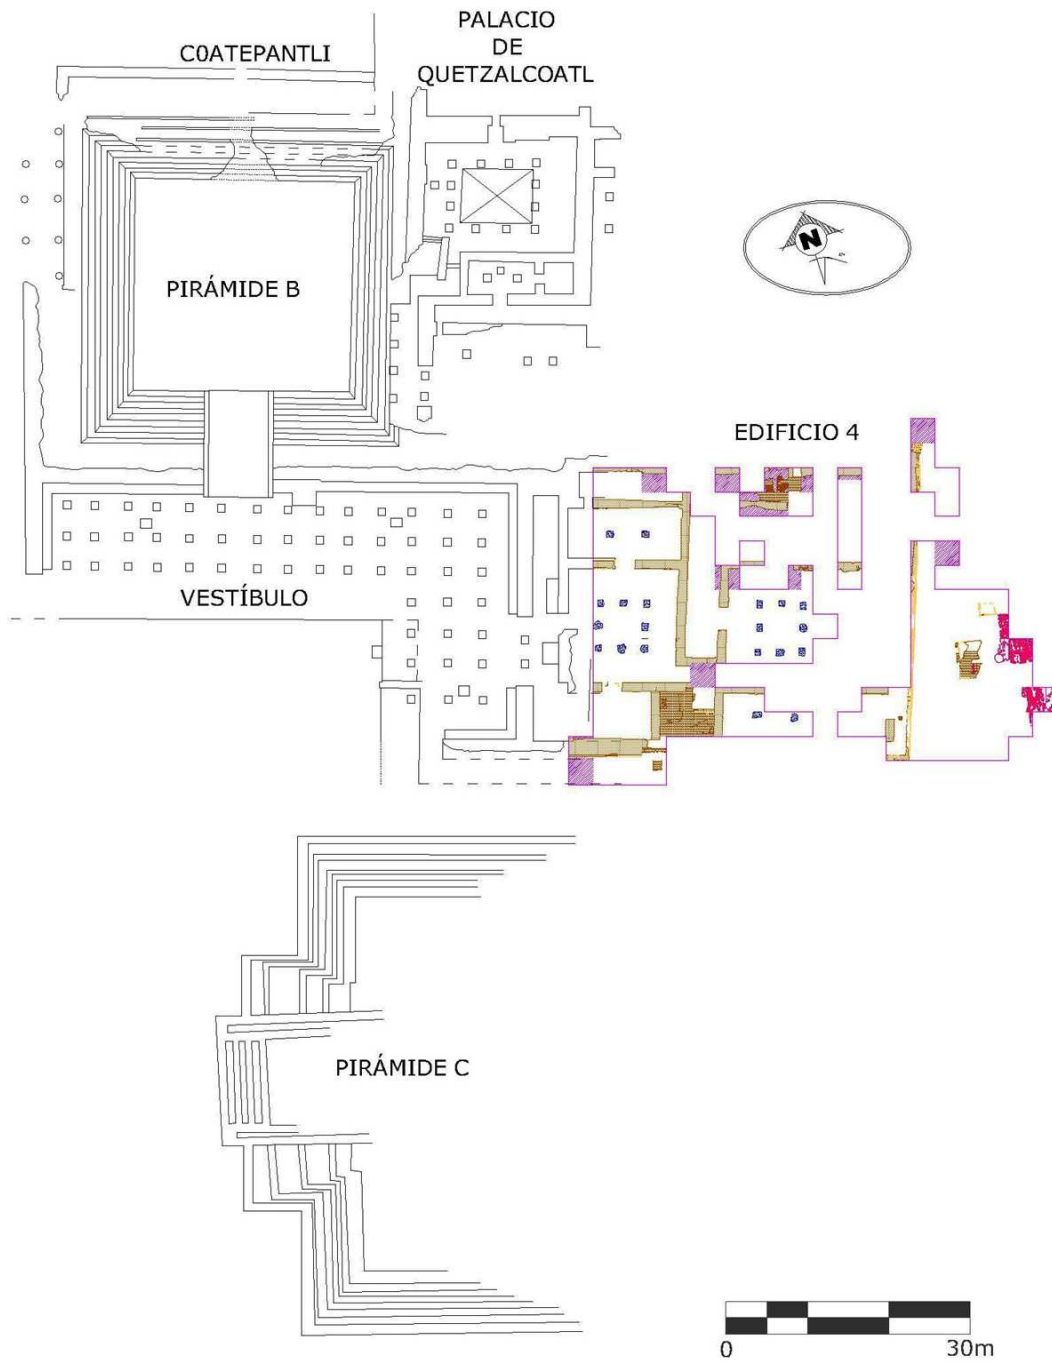 PALACIO
DE
QUETZALCOATL
C0ATEPANTLI
PIRÁMIDE B
N
EDIFICIO 4
VESTÍBULO
PIRÁMIDE C
0 30m